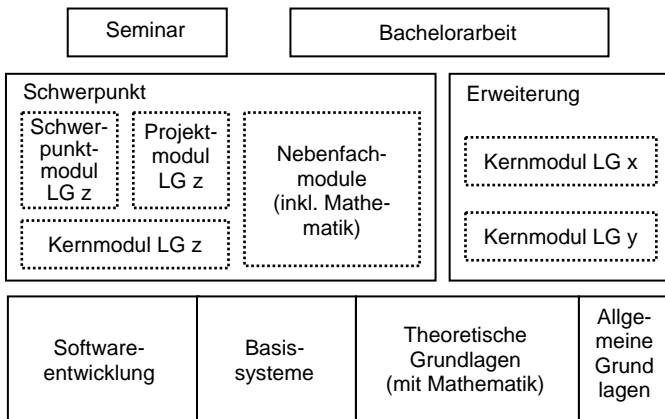 Seminar
Bachelorarbeit
Schwerpunkt
Schwer-
punkt-
modul
LG z
Projekt-
modul
LG z
Kernmodul LG z
Nebenfach-
module
(inkl. Mathe-
matik)
Erweiterung
Kernmodul LG x
Kernmodul LG y
Software-
entwicklung
Basis-
systeme
Theoretische
Grundlagen
(mit Mathematik)
Allge-
meine
Grund
lagen